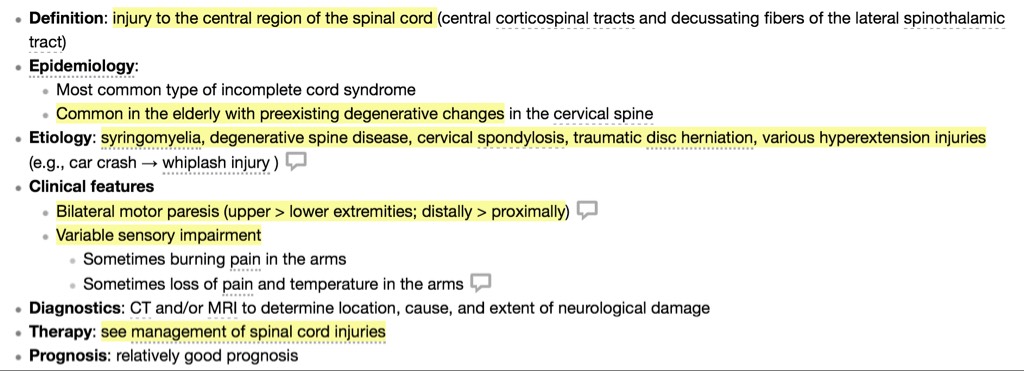 • Definition: injury to the central region of the spinal cord (central corticospinal tracts and decussating fibers of the lateral spinothalamic
tract)
• Epidemiology:
• Most common type of incomplete cord syndrome
• Common in the elderly with preexisting degenerative changes in the cervical spine
• Etiology: syringomyelia, degenerative spine disease, cervical spondylosis, traumatic disc herniation, various hyperextension injuries
(e.g., car crash → whiplash injury )
• Clinical features
• Bilateral motor paresis (upper > lower extremities; distally > proximally)
• Variable sensory impairment
• Sometimes burning pain in the arms
• Sometimes loss of pain and temperature in the arms
• Diagnostics: CT and/or MRI to determine location, cause, and extent of neurological damage
• Therapy: see management of spinal cord injuries
• Prognosis: relatively good prognosis